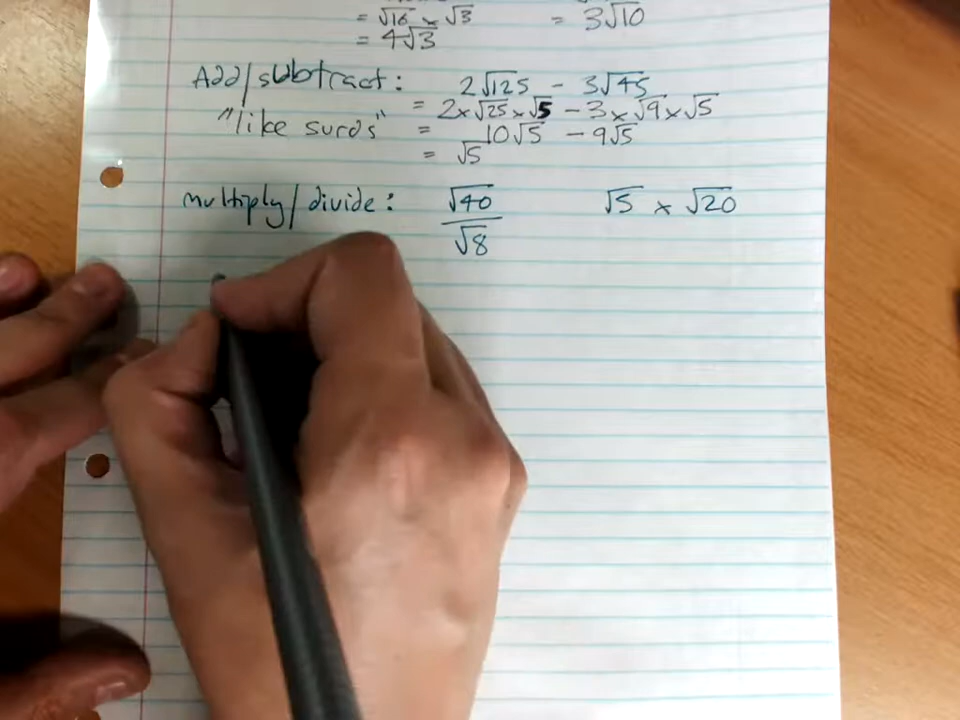 = √16 × √3 = 3√10
= 4√3
Add/subtract: 2√125 - 3√45
= 2×√25×√5 - 3×√9×√5
"like surds" = 10√5 - 9√5
= √5
multiply/divide: √40 / √8 √5 × √20